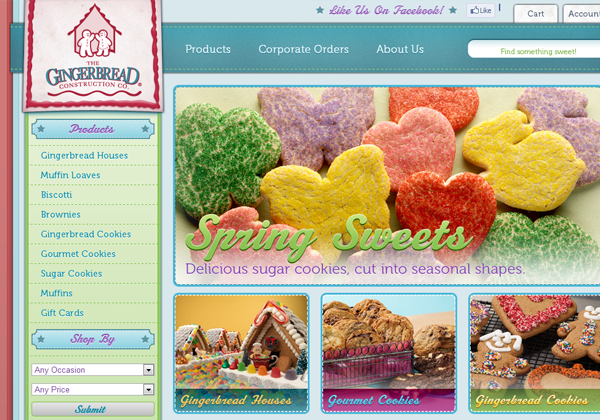 Like Us On Facebook!
Like
Cart
Accoun
THE
GINGERBREAD
CONSTRUCTION CO.®
Products
Corporate Orders
About Us
Find something sweet!
Products
Gingerbread Houses
Muffin Loaves
Biscotti
Brownies
Gingerbread Cookies
Gourmet Cookies
Sugar Cookies
Muffins
Gift Cards
Shop By
Any Occasion
Any Price
Submit
Spring Sweets
Delicious sugar cookies, cut into seasonal shapes.
Gingerbread Houses
Gourmet Cookies
Gingerbread Cookies